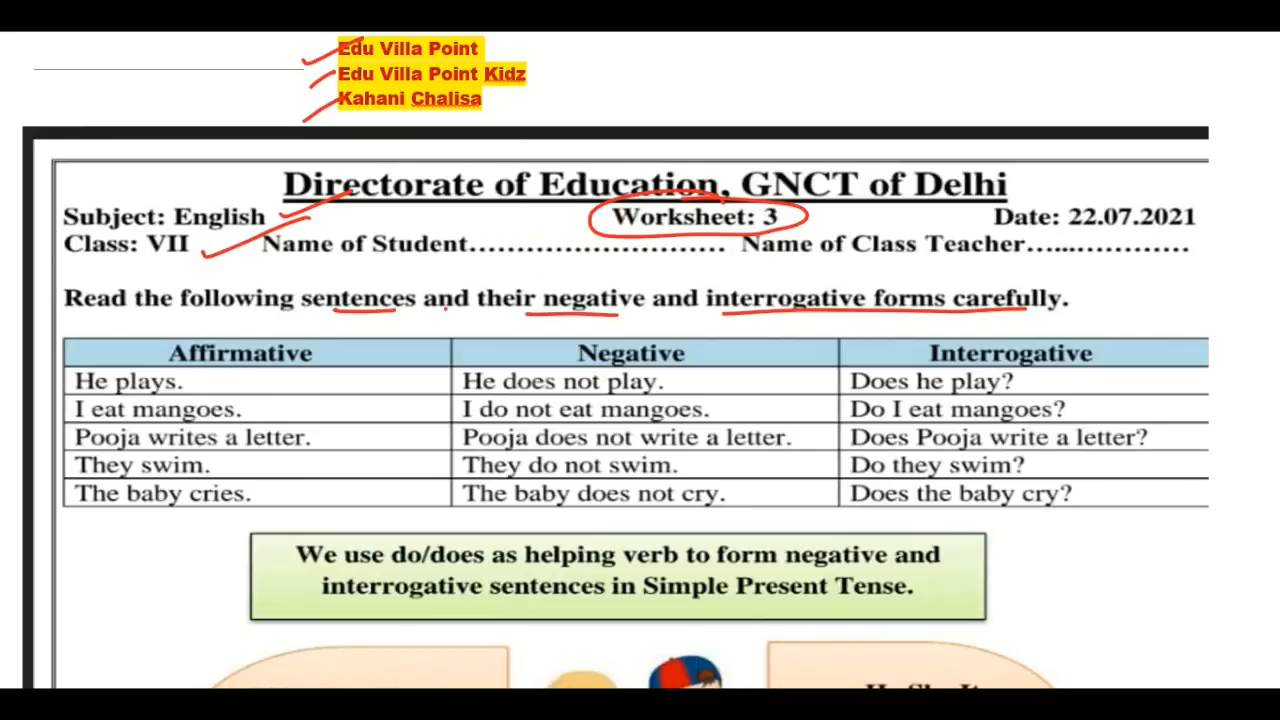 Edu Villa Point
Edu Villa Point Kidz
Kahani Chalisa
Directorate of Education, GNCT of Delhi
Subject: English Worksheet: 3 Date: 22.07.2021
Class: VII Name of Student……………………… Name of Class Teacher…...…………
Read the following sentences and their negative and interrogative forms carefully.
Affirmative Negative Interrogative
He plays. He does not play. Does he play?
I eat mangoes. I do not eat mangoes. Do I eat mangoes?
Pooja writes a letter. Pooja does not write a letter. Does Pooja write a letter?
They swim. They do not swim. Do they swim?
The baby cries. The baby does not cry. Does the baby cry?
We use do/does as helping verb to form negative and
interrogative sentences in Simple Present Tense.